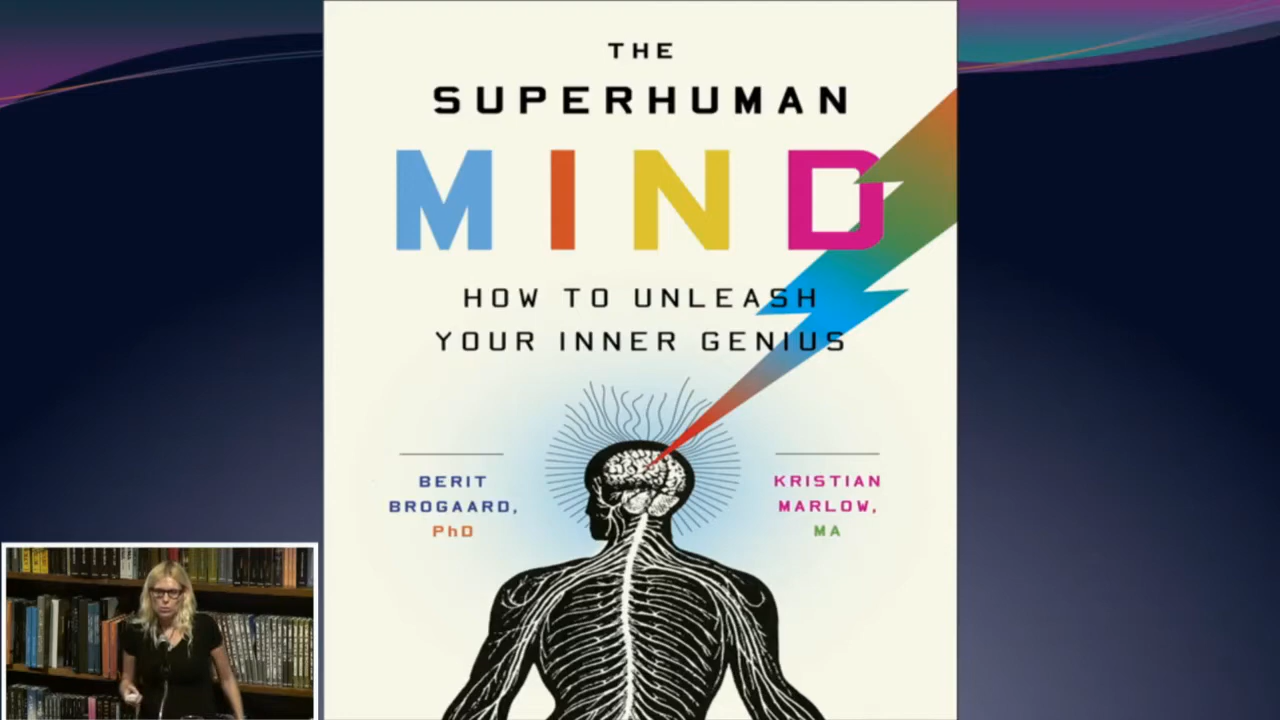 THE
SUPERHUMAN
MIND
HOW TO UNLEASH
YOUR INNER GENIUS
BERIT
BROGAARD,
PhD
KRISTIAN
MARLOW,
MA